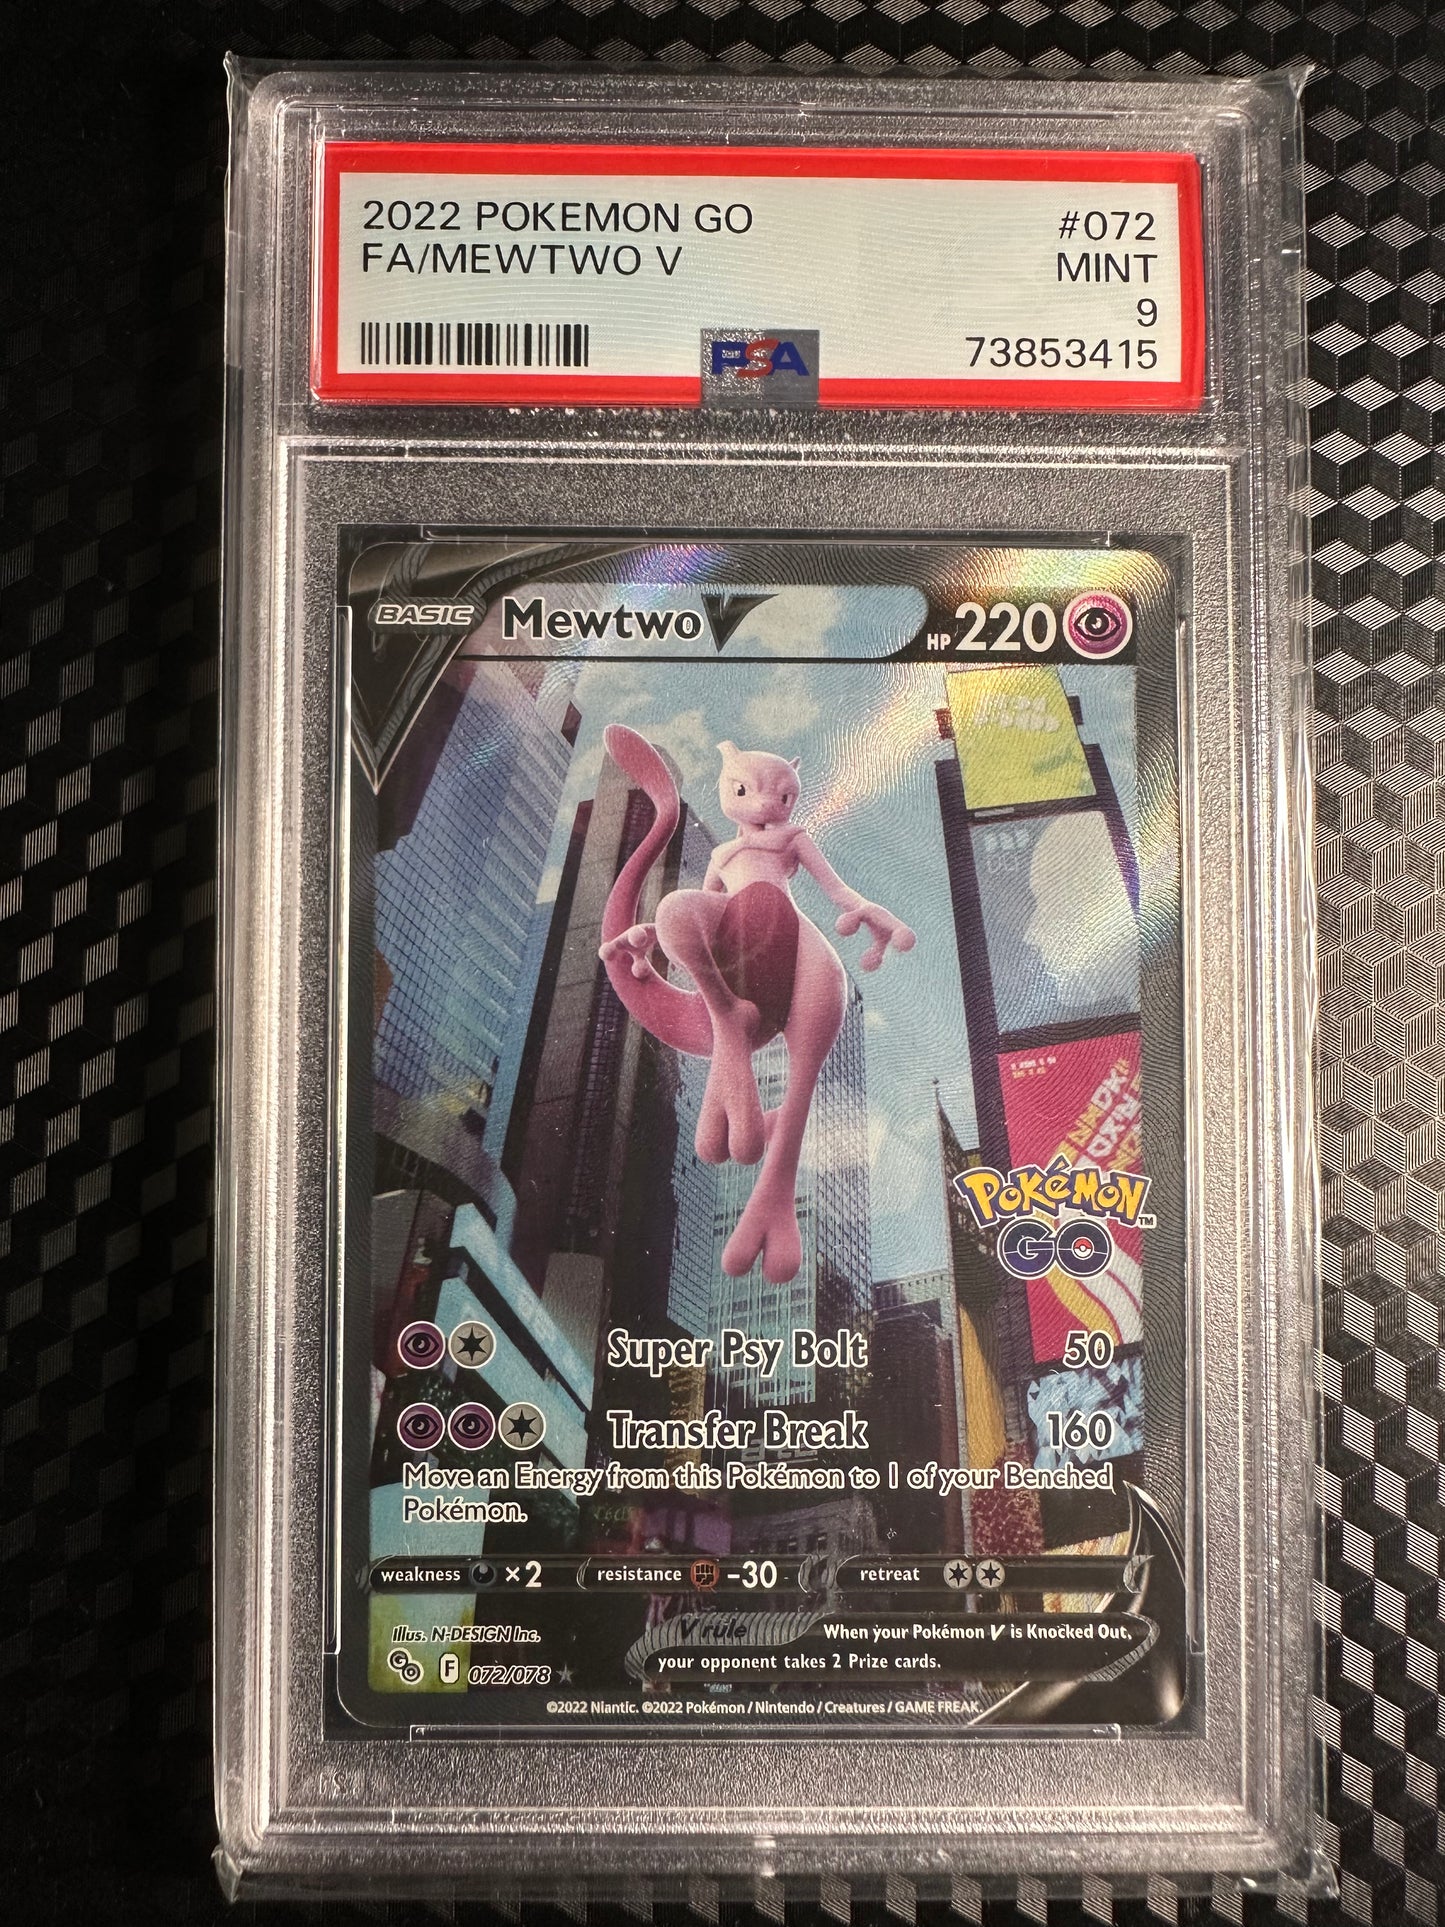 2022 POKEMON GO
FA/MEWTWO V
#072
MINT
9
73853415
PSA
BASIC
Mewtwo V
HP 220
POKéMON™
GO
Super Psy Bolt 50
Transfer Break 160
Move an Energy from this Pokémon to 1 of your Benched
Pokémon.
weakness ×2 resistance -30 retreat
Illus. N-DESIGN Inc.
V rule When your Pokémon V is Knocked Out,
your opponent takes 2 Prize cards.
GO F 072/078
©2022 Niantic. ©2022 Pokémon / Nintendo / Creatures / GAME FREAK.